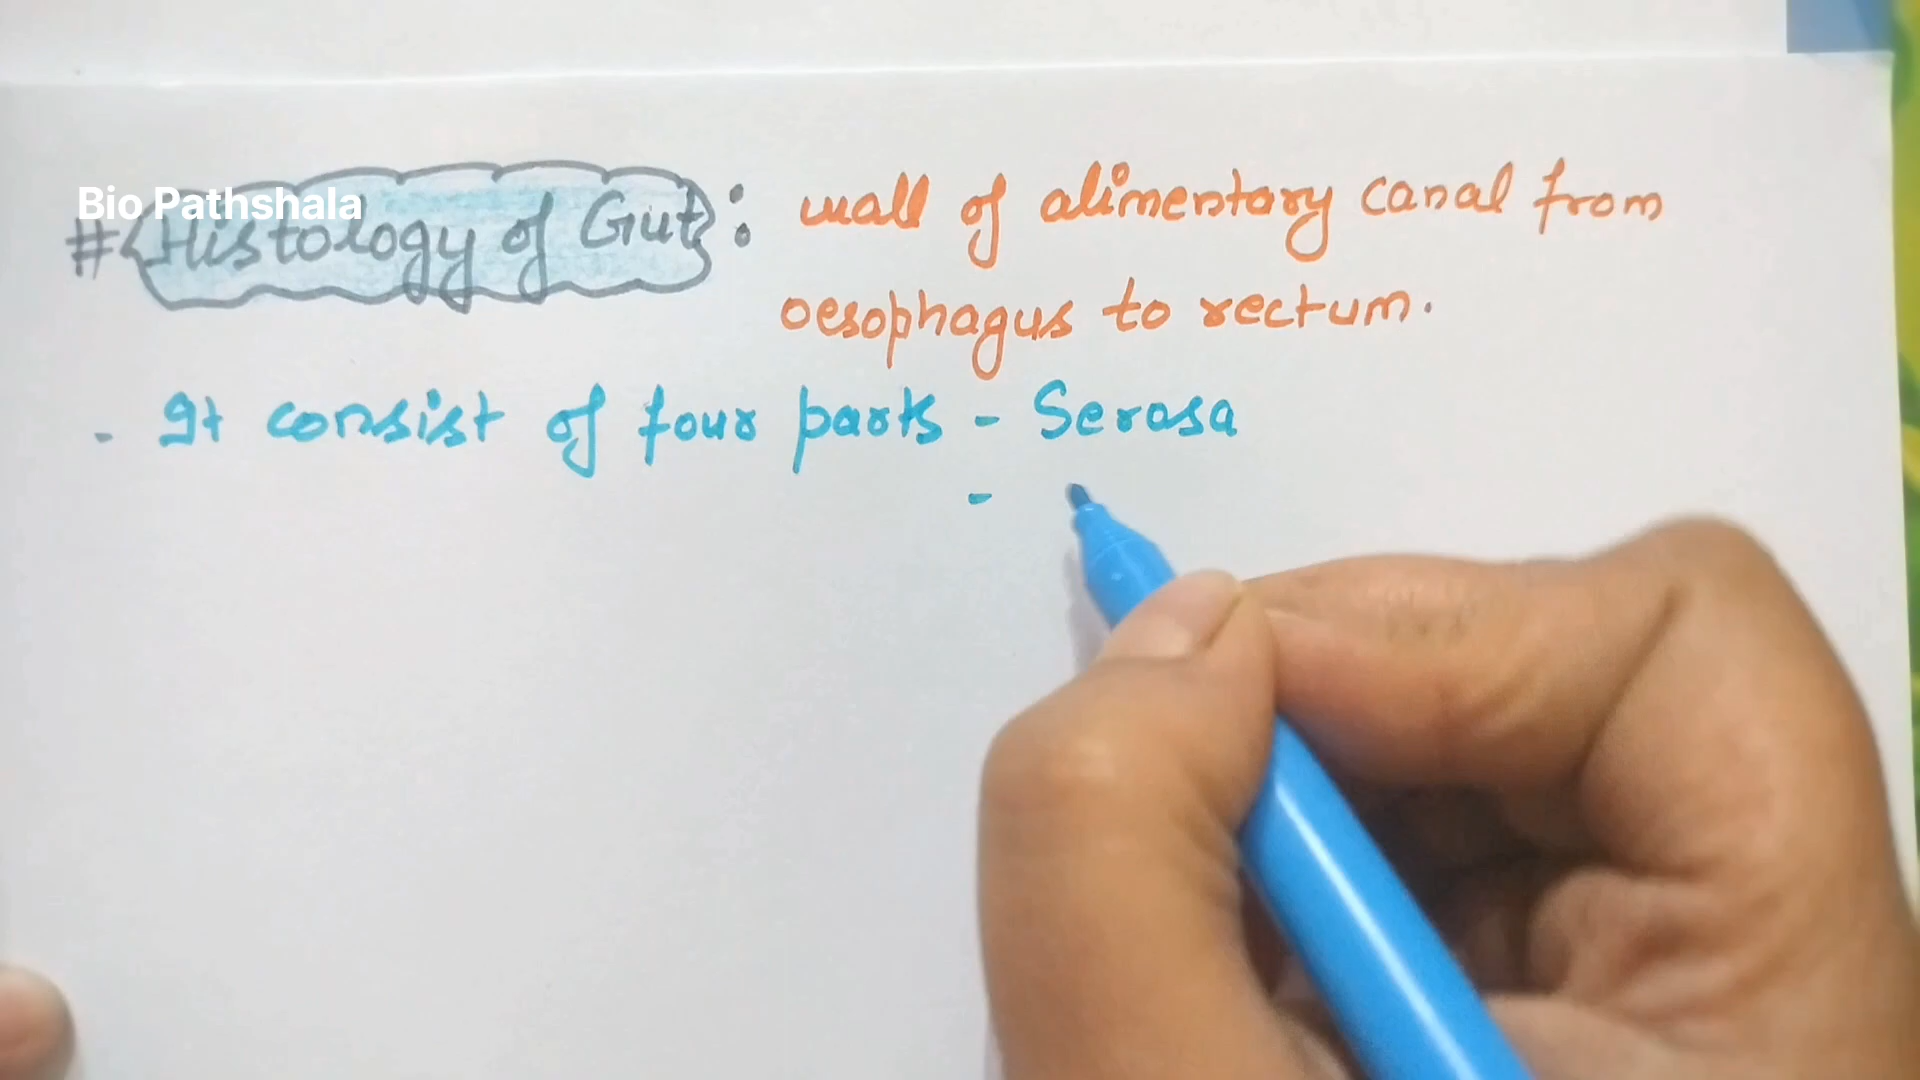 Bio Pathshala
# Histology of Gut : wall of alimentary canal from
oesophagus to rectum.
- It consist of four parts - Serosa
-